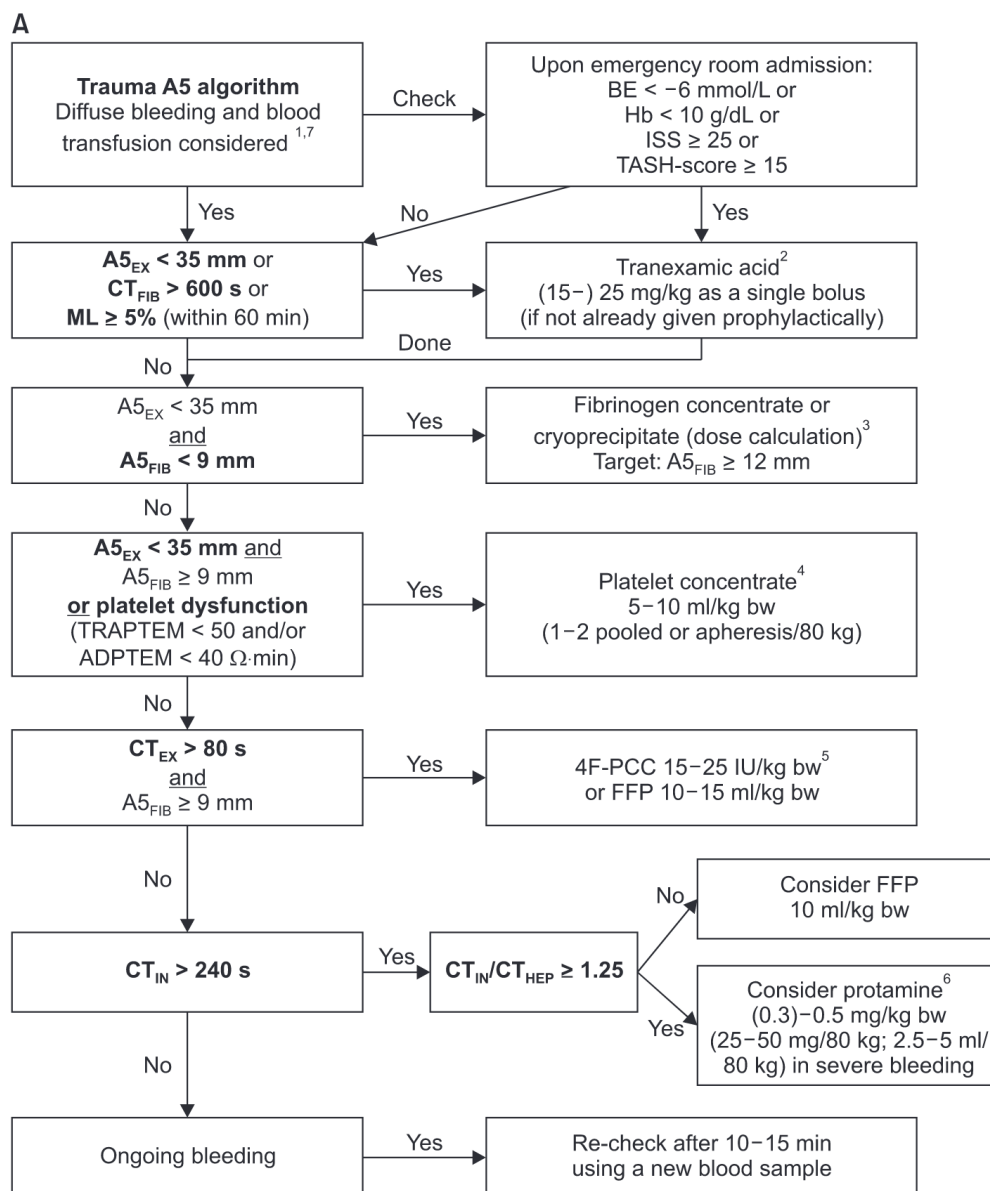 A
Trauma A5 algorithm
Diffuse bleeding and blood
transfusion considered 1,7
Check
Upon emergency room admission:
BE < −6 mmol/L or
Hb < 10 g/dL or
ISS ≥ 25 or
TASH-score ≥ 15
Yes
No
Yes
A5EX < 35 mm or
CTFIB > 600 s or
ML ≥ 5% (within 60 min)
Yes
Tranexamic acid2
(15−) 25 mg/kg as a single bolus
(if not already given prophylactically)
Done
No
A5EX < 35 mm
and
A5FIB < 9 mm
Yes
Fibrinogen concentrate or
cryoprecipitate (dose calculation)3
Target: A5FIB ≥ 12 mm
No
A5EX < 35 mm and
A5FIB ≥ 9 mm
or platelet dysfunction
(TRAPTEM < 50 and/or
ADPTEM < 40 Ω·min)
Yes
Platelet concentrate4
5−10 ml/kg bw
(1−2 pooled or apheresis/80 kg)
No
CTEX > 80 s
and
A5FIB ≥ 9 mm
Yes
4F-PCC 15−25 IU/kg bw5
or FFP 10−15 ml/kg bw
No
CTIN > 240 s
Yes
CTIN/CTHEP ≥ 1.25
No
Consider FFP
10 ml/kg bw
Yes
Consider protamine6
(0.3)−0.5 mg/kg bw
(25−50 mg/80 kg; 2.5−5 ml/
80 kg) in severe bleeding
No
Ongoing bleeding
Yes
Re-check after 10−15 min
using a new blood sample